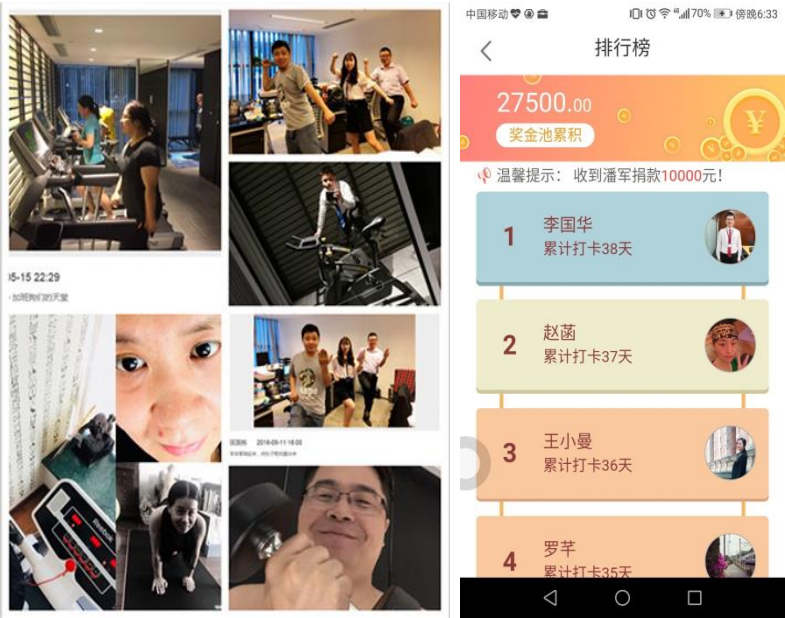 05-15 22:29
加班狗们的天堂
2018-05-11 18:00
Reebok
中国移动
70%
傍晚6:33
排行榜
27500.00
奖金池累积
¥
温馨提示： 收到潘军捐款10000元！
1
李国华
累计打卡38天
2
赵菡
累计打卡37天
3
王小曼
累计打卡36天
4
罗芊
累计打卡35天